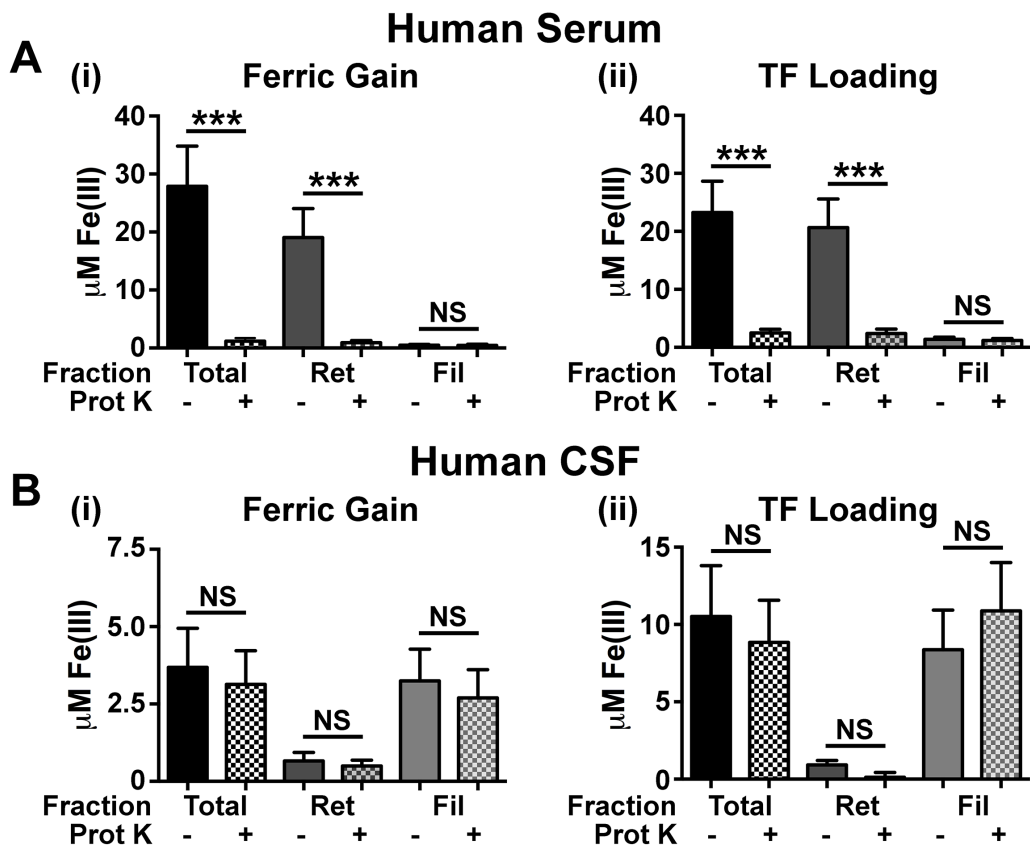 Human Serum
A
(i) Ferric Gain
μM Fe(III)
40
30
20
10
0
***
***
NS
Fraction Total Ret Fil
Prot K - + - + - +
(ii) TF Loading
μM Fe(III)
40
30
20
10
0
***
***
NS
Fraction Total Ret Fil
Prot K - + - + - +
Human CSF
B
(i) Ferric Gain
μM Fe(III)
7.5
5.0
2.5
0
NS
NS
NS
Fraction Total Ret Fil
Prot K - + - + - +
(ii) TF Loading
μM Fe(III)
15
10
5
0
NS
NS
NS
Fraction Total Ret Fil
Prot K - + - + - +